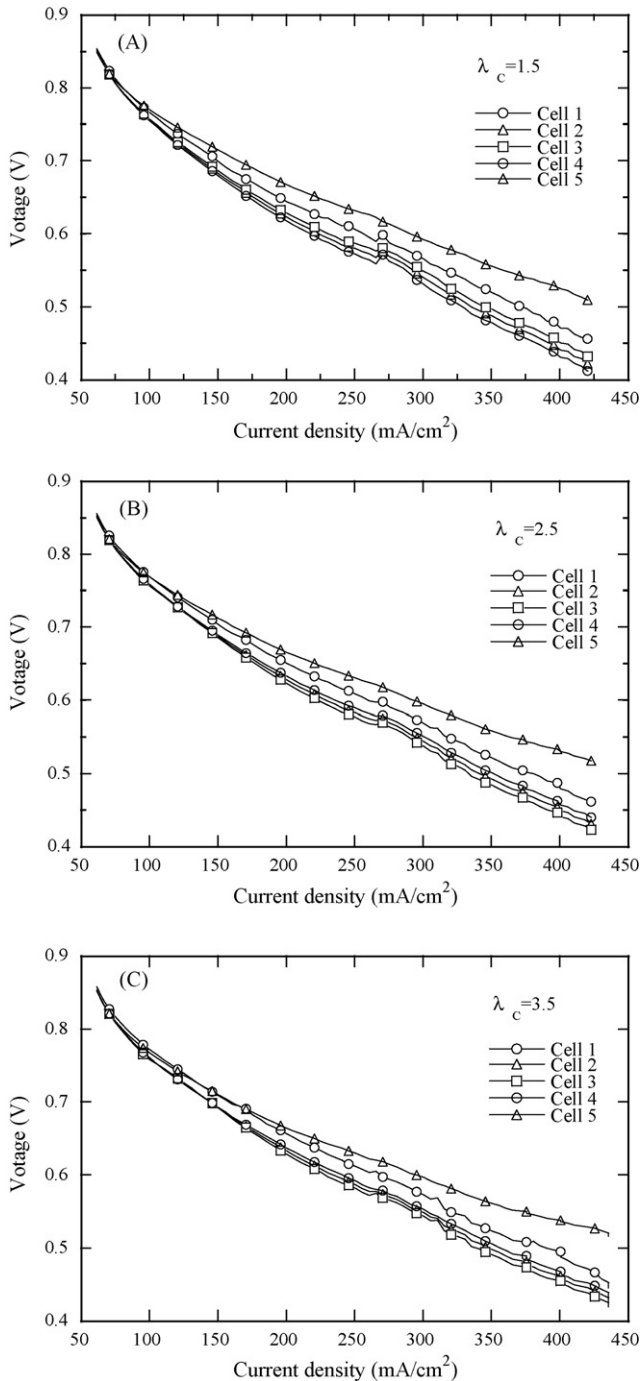 (A)
λ C=1.5
Cell 1
Cell 2
Cell 3
Cell 4
Cell 5
Votage (V)
0.9
0.8
0.7
0.6
0.5
0.4
50 100 150 200 250 300 350 400 450
Current density (mA/cm²)
(B)
λ C=2.5
Cell 1
Cell 2
Cell 3
Cell 4
Cell 5
Votage (V)
0.9
0.8
0.7
0.6
0.5
0.4
50 100 150 200 250 300 350 400 450
Current density (mA/cm²)
(C)
λ C=3.5
Cell 1
Cell 2
Cell 3
Cell 4
Cell 5
Votage (V)
0.9
0.8
0.7
0.6
0.5
0.4
50 100 150 200 250 300 350 400 450
Current density (mA/cm²)